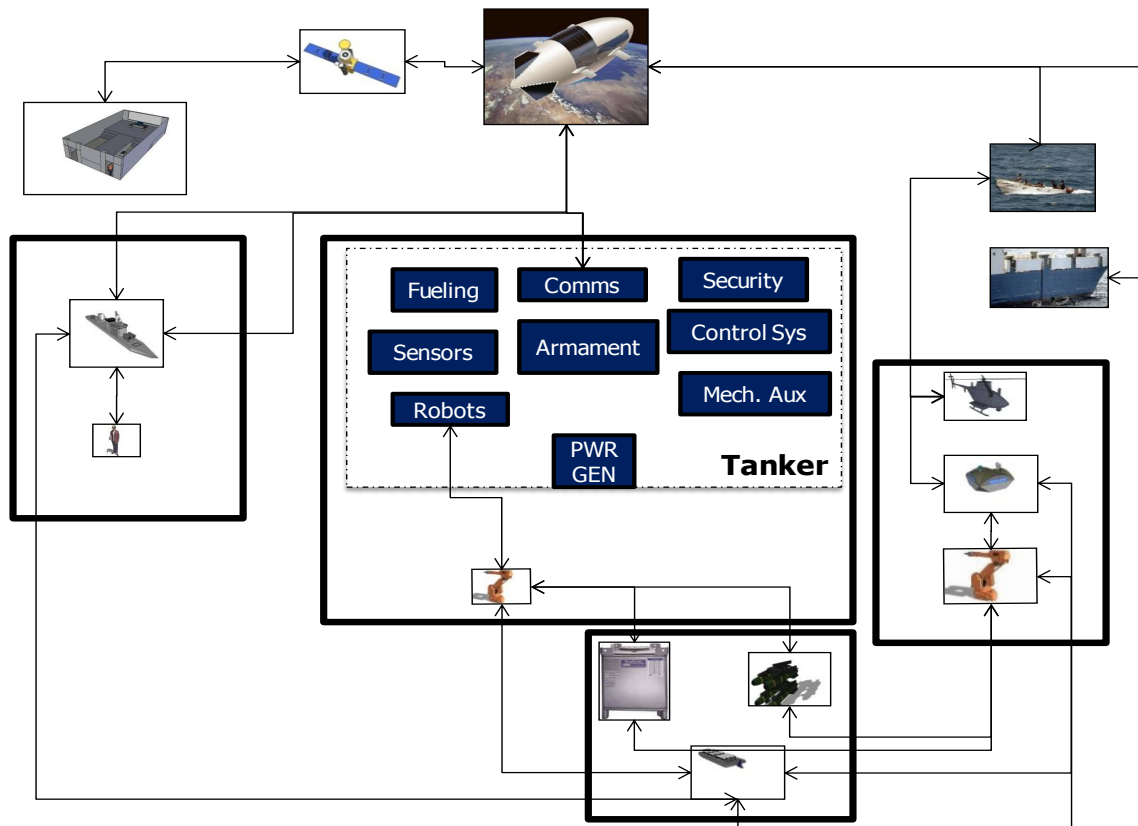 Fueling
Comms
Security
Sensors
Armament
Control Sys
Robots
Mech. Aux
PWR
GEN
Tanker